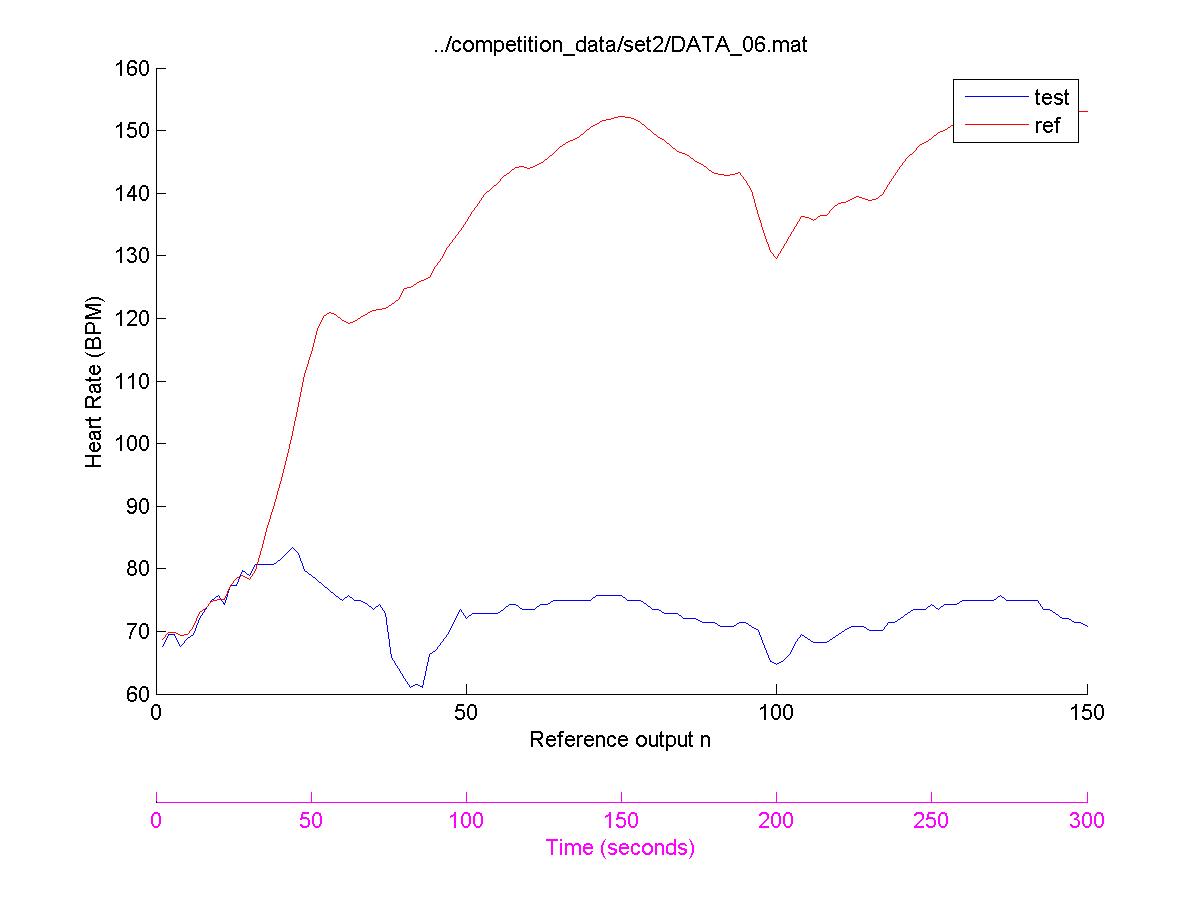 ../competition_data/set2/DATA_06.mat
160
150
140
130
120
110
100
90
80
70
60
Heart Rate (BPM)
test
ref
0 50 100 150
Reference output n
0 50 100 150 200 250 300
Time (seconds)